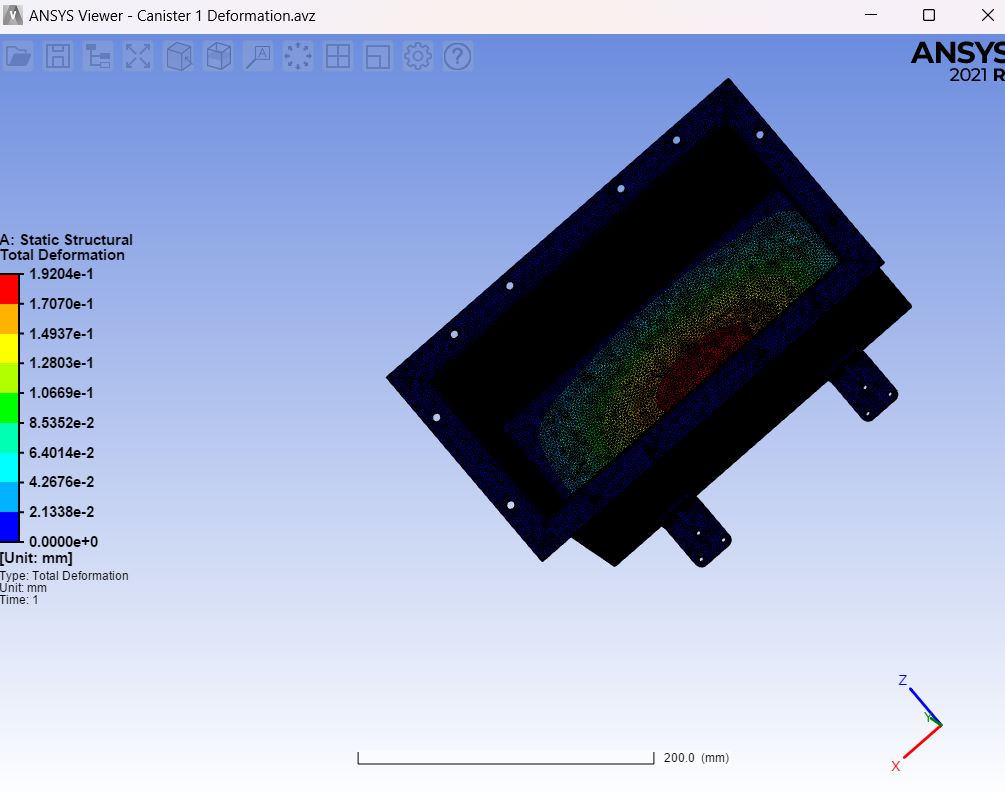 ANSYS Viewer - Canister 1 Deformation.avz
ANSYS
2021 R
A: Static Structural
Total Deformation
1.9204e-1
1.7070e-1
1.4937e-1
1.2803e-1
1.0669e-1
8.5352e-2
6.4014e-2
4.2676e-2
2.1338e-2
0.0000e+0
[Unit: mm]
Type: Total Deformation
Unit: mm
Time: 1
Z
Y
X
200.0 (mm)